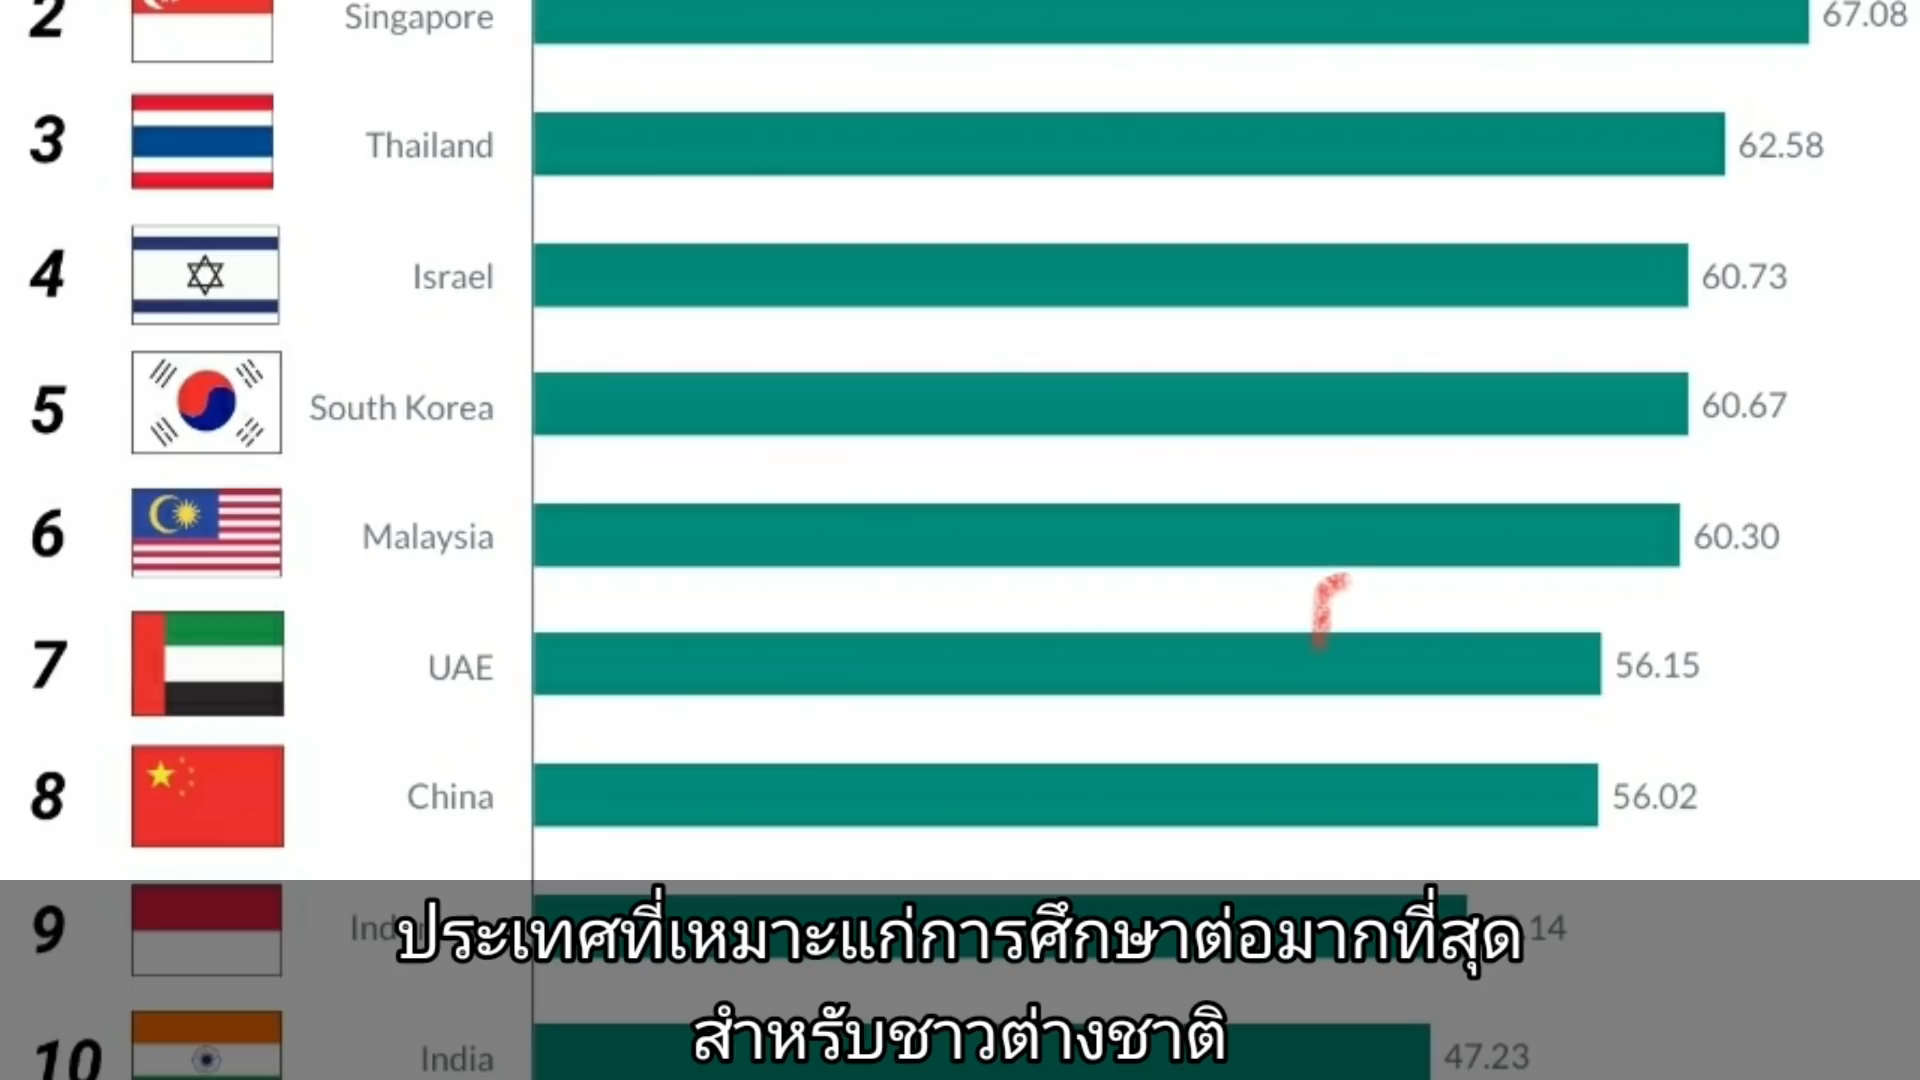 2 Singapore 67.08
3 Thailand 62.58
4 Israel 60.73
5 South Korea 60.67
6 Malaysia 60.30
7 UAE 56.15
8 China 56.02
9
10 India 47.23
ประเทศที่เหมาะแก่การศึกษาต่อมากที่สุด
สำหรับชาวต่างชาติ